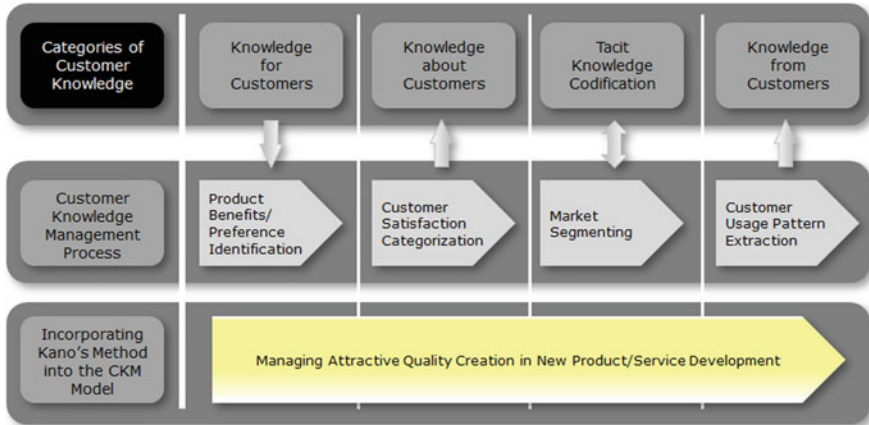 Categories of
Customer
Knowledge
Knowledge
for
Customers
Knowledge
about
Customers
Tacit
Knowledge
Codification
Knowledge
from
Customers
Customer
Knowledge
Management
Process
Product
Benefits/
Preference
Identification
Customer
Satisfaction
Categorization
Market
Segmenting
Customer
Usage Pattern
Extraction
Incorporating
Kano's Method
into the CKM
Model
Managing Attractive Quality Creation in New Product/Service Development